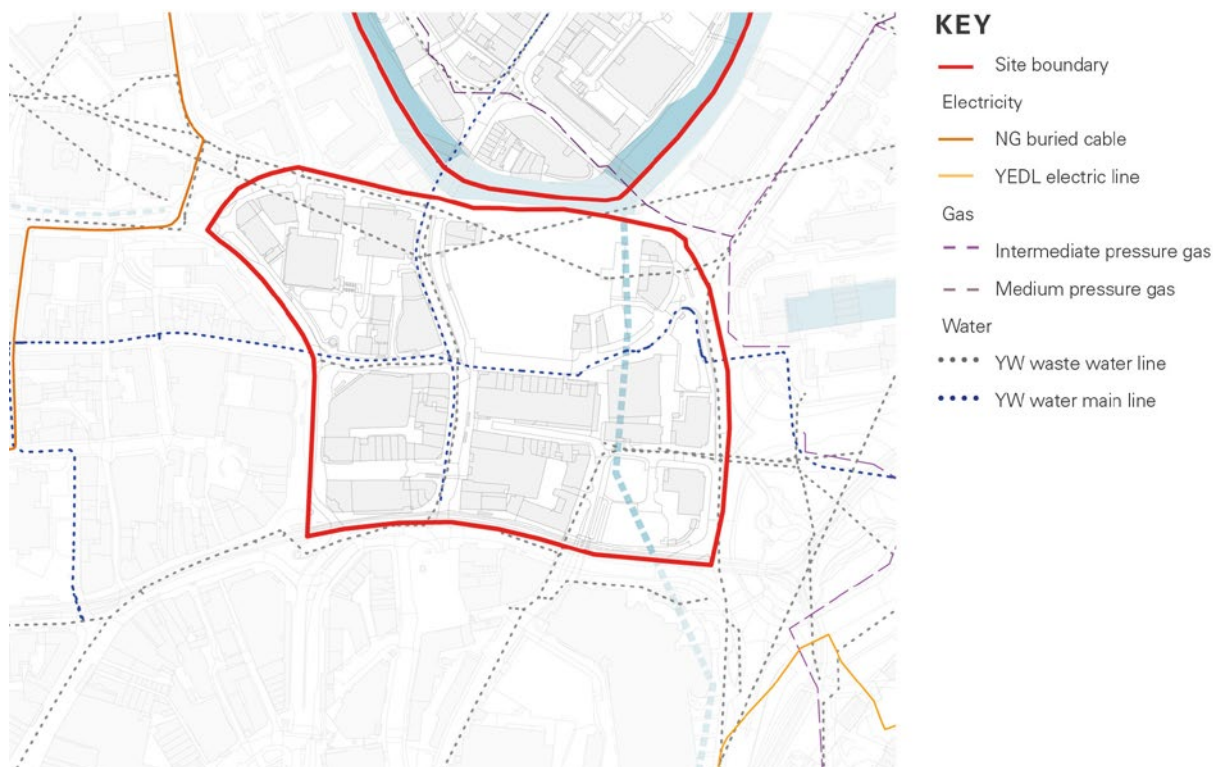 KEY
Site boundary
Electricity
NG buried cable
YEDL electric line
Gas
Intermediate pressure gas
Medium pressure gas
Water
YW waste water line
YW water main line